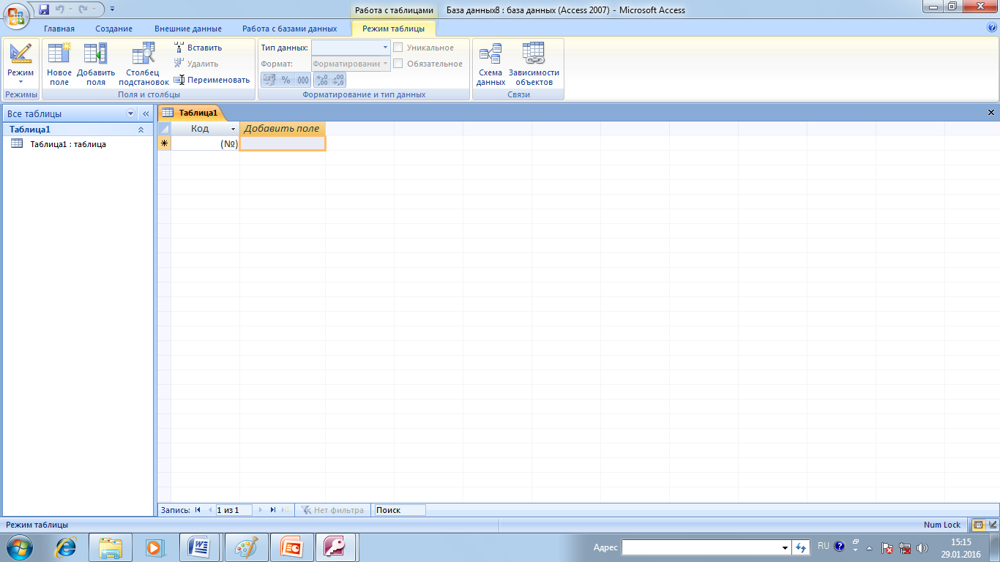 Работа с таблицами База данных8 : база данных (Access 2007) - Microsoft Access
Главная Создание Внешние данные Работа с базами данных Режим таблицы
Режим
Режимы
Новое поле
Добавить поля
Столбец подстановок
Вставить
Удалить
Переименовать
Поля и столбцы
Тип данных:
Формат: Форматирование
% 000 ,00 ,0
Уникальное
Обязательное
Форматирование и тип данных
Схема данных
Зависимости объектов
Связи
Все таблицы
Таблица1
Таблица1 : таблица
Таблица1
Код Добавить поле
(№)
Запись: 1 из 1 Нет фильтра Поиск
Режим таблицы Num Lock
Адрес RU 15:15
29.01.2016